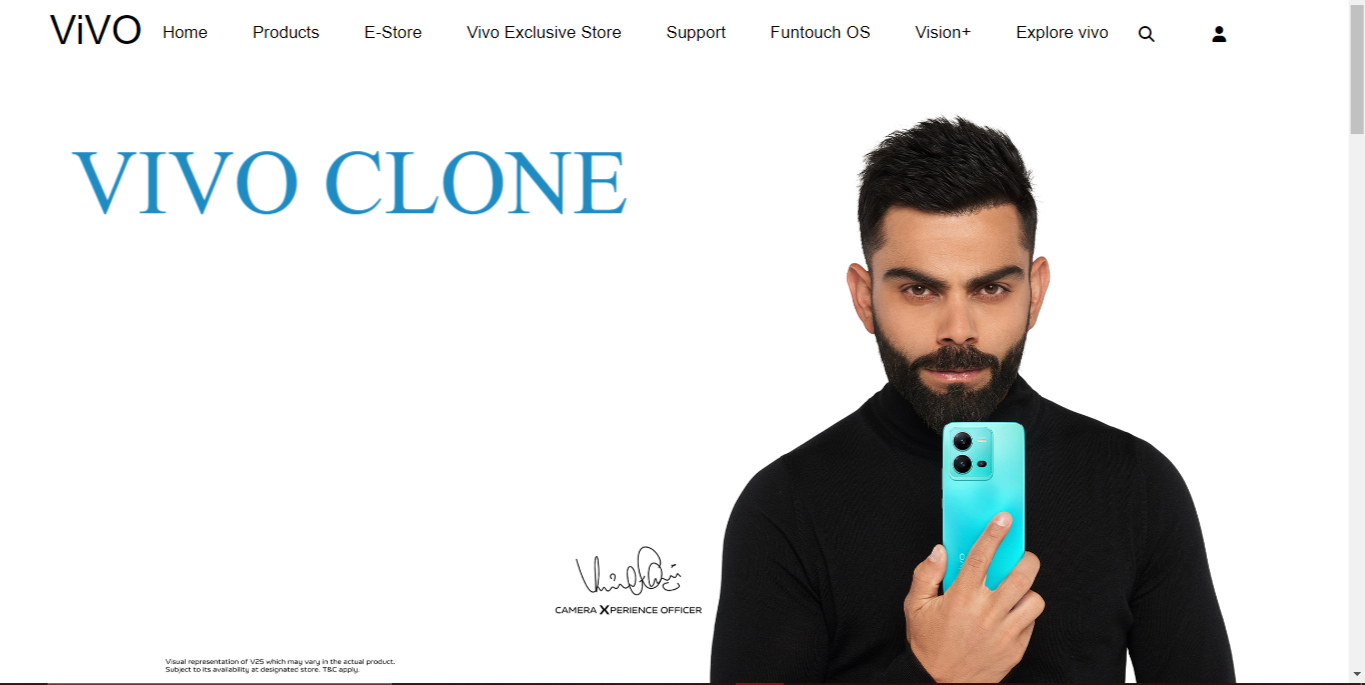 ViVO Home Products E-Store Vivo Exclusive Store Support Funtouch OS Vision+ Explore vivo
VIVO CLONE
CAMERA XPERIENCE OFFICER
Visual representation of V25 which may vary in the actual product.
Subject to its availability at designated store. T&C apply.